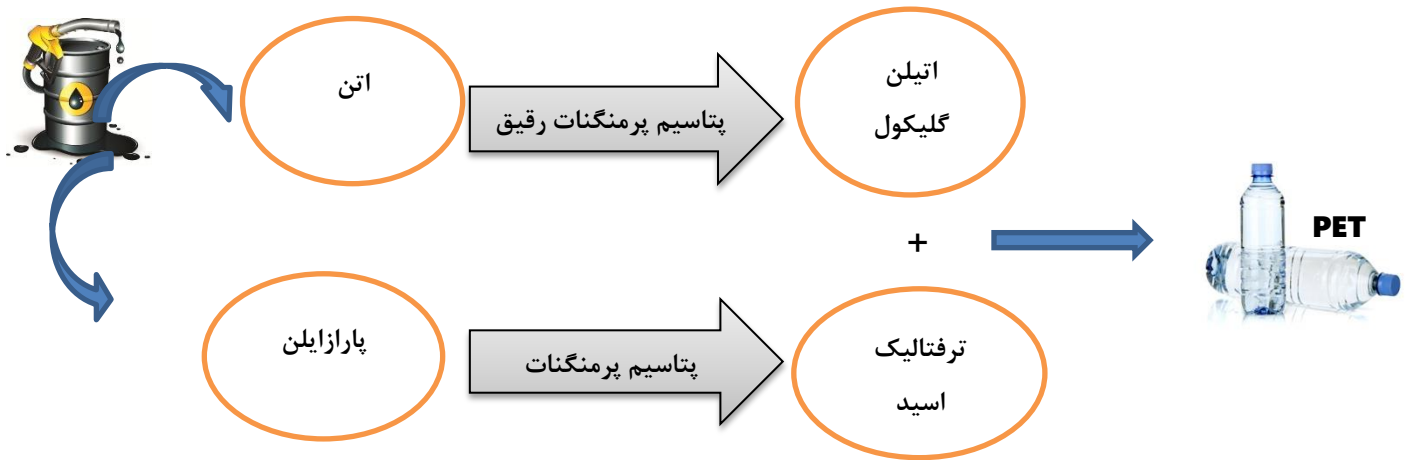 اتن
پتاسیم پرمنگنات رقیق
اتیلن
گلیکول
+
PET
پارازایلن
پتاسیم پرمنگنات
ترفتالیک
اسید